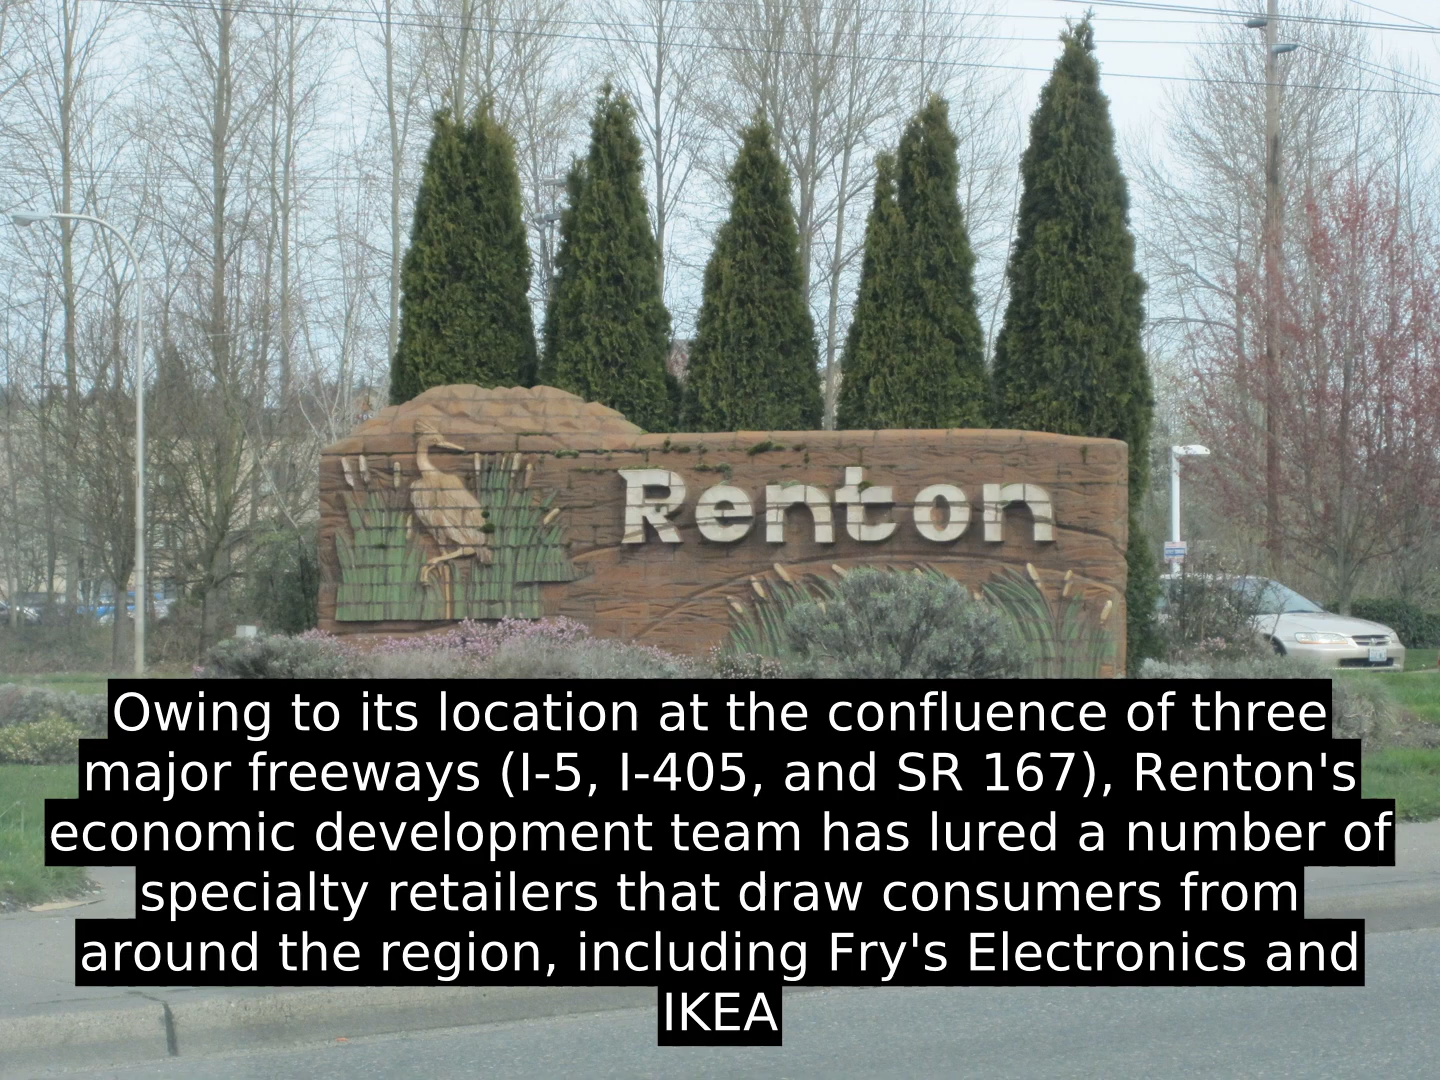 Renton
Owing to its location at the confluence of three
major freeways (I-5, I-405, and SR 167), Renton's
economic development team has lured a number of
specialty retailers that draw consumers from
around the region, including Fry's Electronics and
IKEA